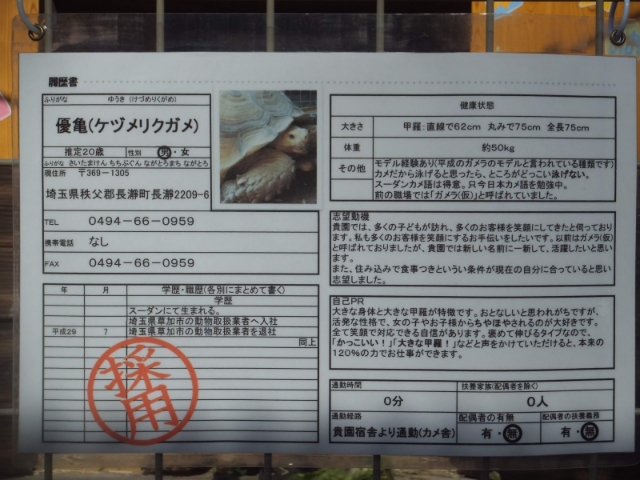 履歴書
ふりがな ゆうき (けづめりくがめ)
優亀(ケヅメリクガメ)
推定20歳 性別 男・女
ふりがな さいたまけん ちちぶぐん ながとろまち ながとろ
現住所 〒369-1305
埼玉県秩父郡長瀞町長瀞2209-6
TEL 0494-66-0959
携帯電話 なし
FAX 0494-66-0959
年 月 学歴・職歴(各別にまとめて書く)
学歴
スーダンにて生まれる。
埼玉県草加市の動物取扱業者へ入社
平成29 7 埼玉県草加市の動物取扱業者を退社
同上
採用
健康状態
大きさ 甲羅:直線で62cm 丸みで75cm 全長75cm
体重 約50kg
その他 モデル経験あり(平成のガメラのモデルと言われている種類です)
カメだから泳げると思ったら、ところがどっこい泳げない。
スーダンカメ語は得意。只今日本カメ語を勉強中。
前の職場では「ガメラ(仮)」と呼ばれていました。
志望動機
貴園では、多くの子どもが訪れ、多くのお客様を笑顔にしてきたと伺っております。私も多くのお客様を笑顔にするお手伝いをしたいです。以前はガメラ(仮)
と呼ばれておりましたが、貴園では新しい名前に一新して、活躍したいと思います。
また、住み込みで食事つきという条件が現在の自分に合っていると思い
志望しました。
自己PR
大きな身体と大きな甲羅が特徴です。おとなしいと思われがちですが、
活発な性格で、女の子やお子様からちやほやされるのが大好きです。
全て笑顔で対応できる自信があります。褒めて伸びるタイプなので、
「かっこいい!」「大きな甲羅!」などと声をかけていただけると、本来の
120%の力でお仕事ができます。
通勤時間 扶養家族(配偶者を除く)
0分 0人
通勤経路 配偶者の有無 配偶者の扶養義務
貴園宿舎より通勤(カメ舎) 有・無 有・無